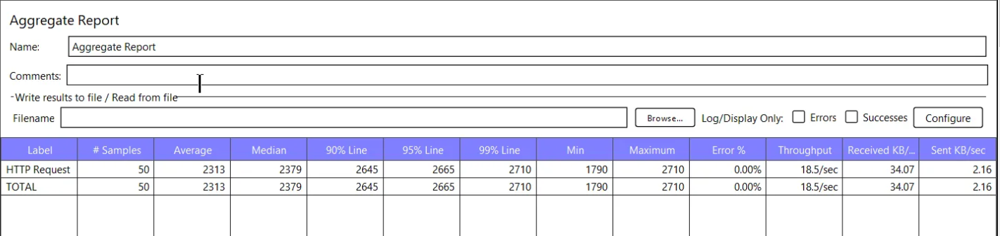 Aggregate Report
Name: Aggregate Report
Comments:
Write results to file / Read from file
Filename Browse... Log/Display Only: Errors Successes Configure
Label # Samples Average Median 90% Line 95% Line 99% Line Min Maximum Error % Throughput Received KB/... Sent KB/sec
HTTP Request 50 2313 2379 2645 2665 2710 1790 2710 0.00% 18.5/sec 34.07 2.16
TOTAL 50 2313 2379 2645 2665 2710 1790 2710 0.00% 18.5/sec 34.07 2.16